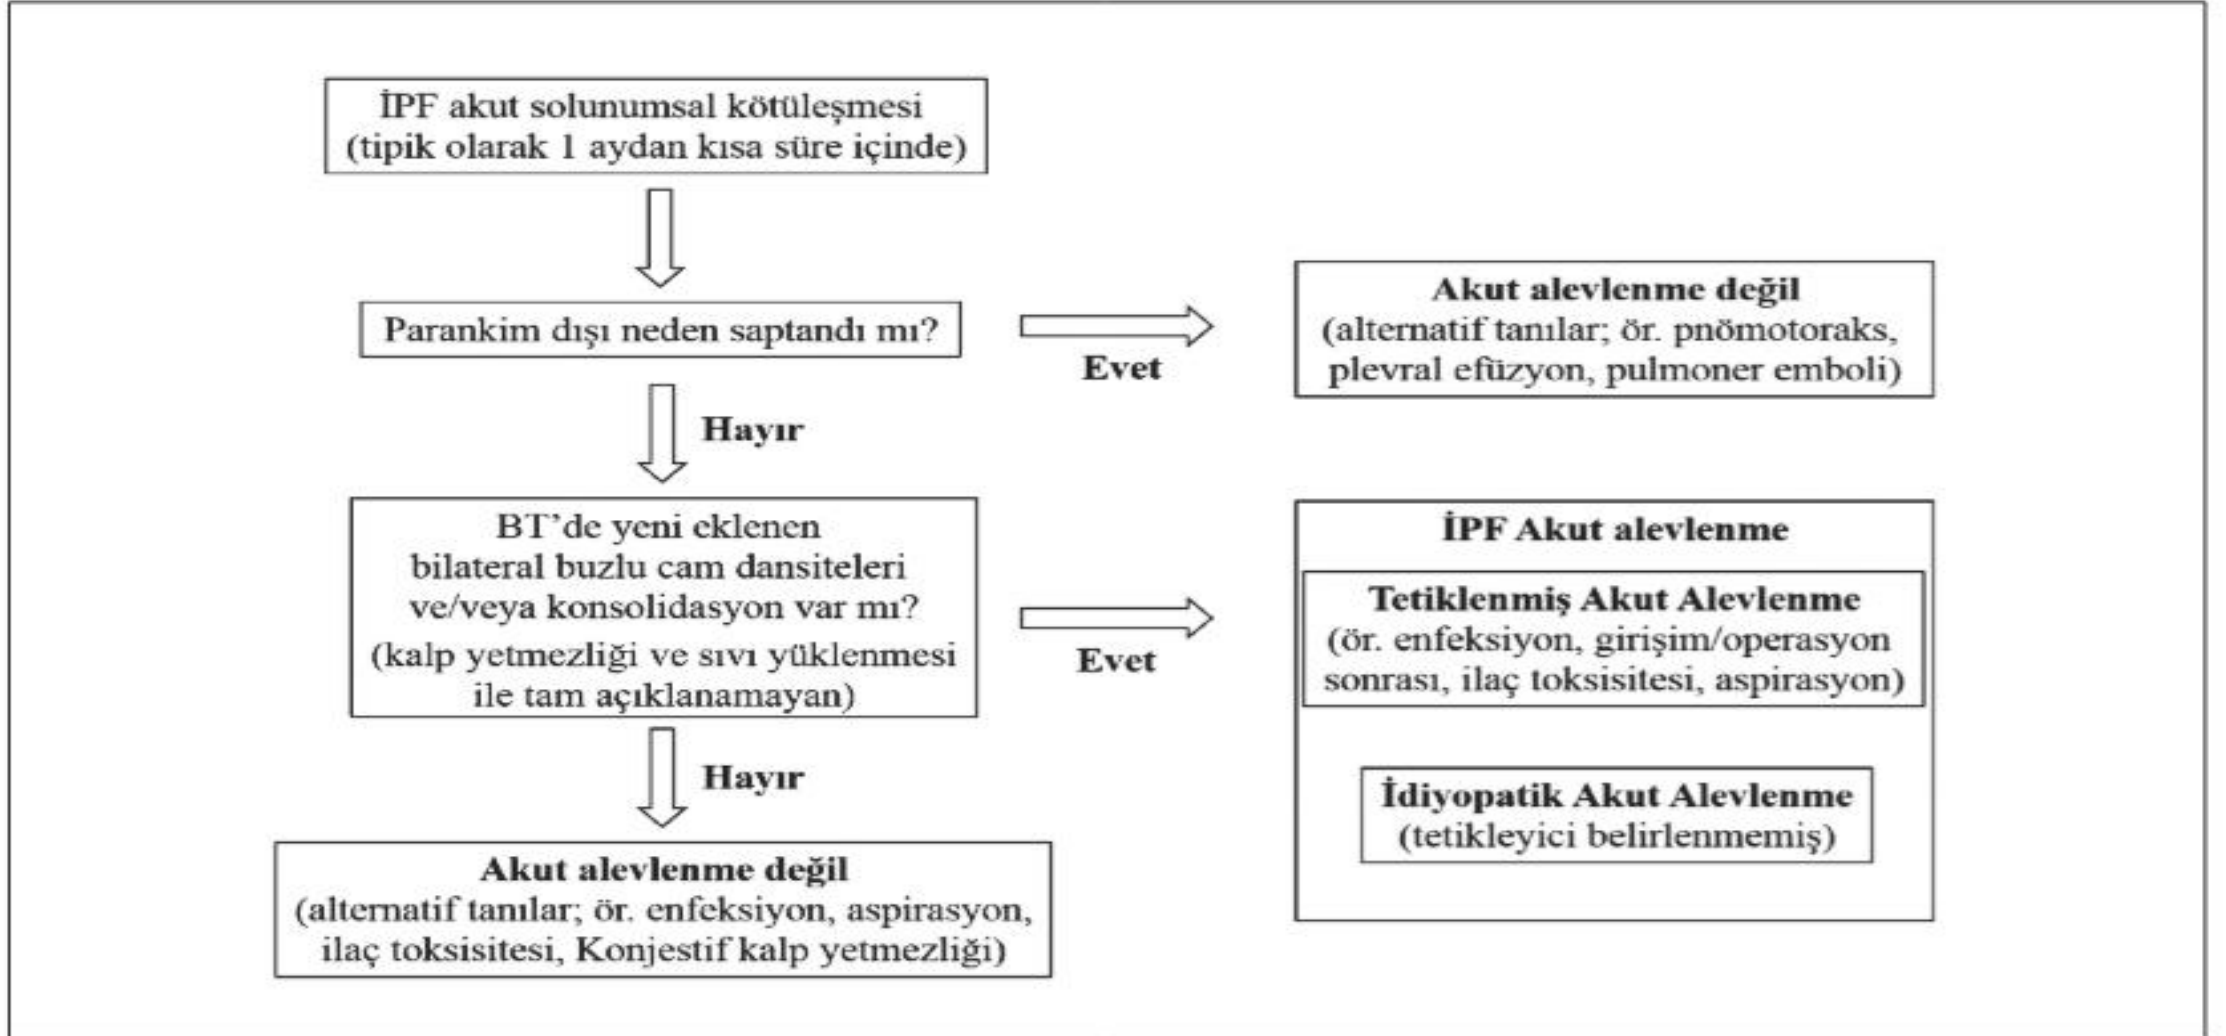 İPF akut solunumsal kötüleşmesi
(tipik olarak 1 aydan kısa süre içinde)
Parankim dışı neden saptandı mı?
Evet
Akut alevlenme değil
(alternatif tanılar; ör. pnömotoraks,
plevral efüzyon, pulmoner emboli)
Hayır
BT’de yeni eklenen
bilateral buzlu cam dansiteleri
ve/veya konsolidasyon var mı?
(kalp yetmezliği ve sıvı yüklenmesi
ile tam açıklanamayan)
Evet
İPF Akut alevlenme
Tetiklenmiş Akut Alevlenme
(ör. enfeksiyon, girişim/operasyon
sonrası, ilaç toksisitesi, aspirasyon)
İdiyopatik Akut Alevlenme
(tetikleyici belirlenmemiş)
Hayır
Akut alevlenme değil
(alternatif tanılar; ör. enfeksiyon, aspirasyon,
ilaç toksisitesi, Konjestif kalp yetmezliği)